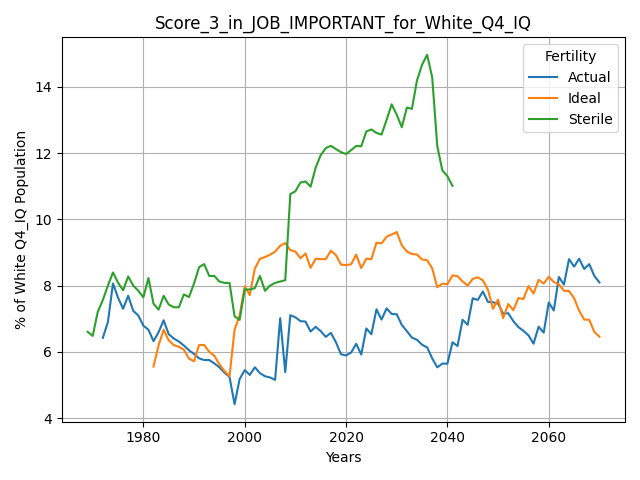 Score_3_in_JOB_IMPORTANT_for_White_Q4_IQ
Fertility
Actual
Ideal
Sterile
% of White Q4_IQ Population
14
12
10
8
6
4
1980 2000 2020 2040 2060
Years